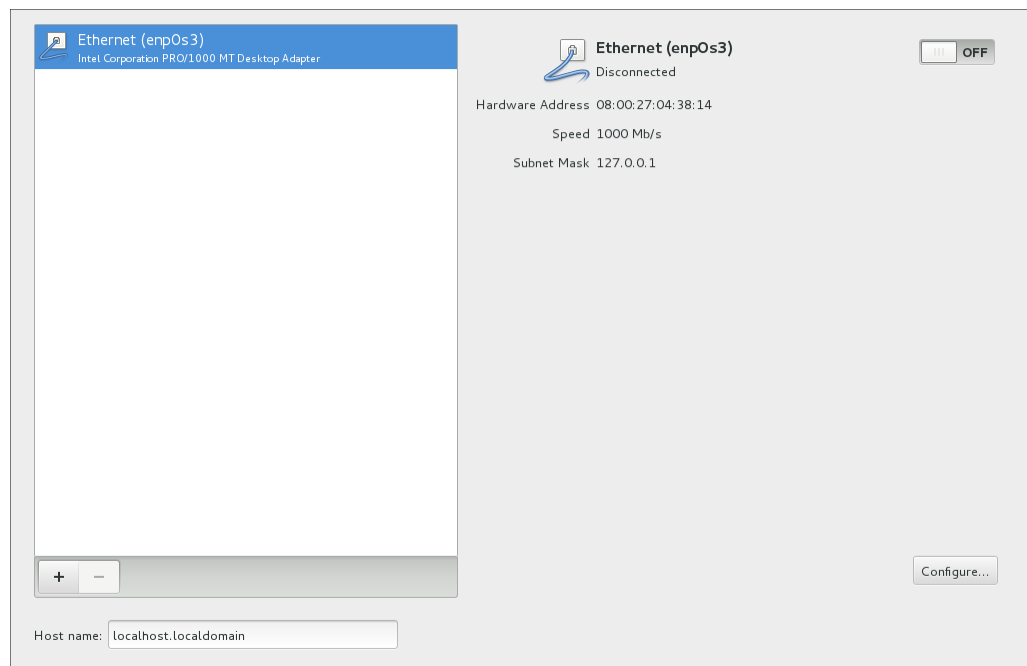 Ethernet (enp0s3)
Intel Corporation PRO/1000 MT Desktop Adapter
Ethernet (enp0s3)
Disconnected
OFF
Hardware Address 08:00:27:04:38:14
Speed 1000 Mb/s
Subnet Mask 127.0.0.1
+ −
Configure...
Host name: localhost.localdomain